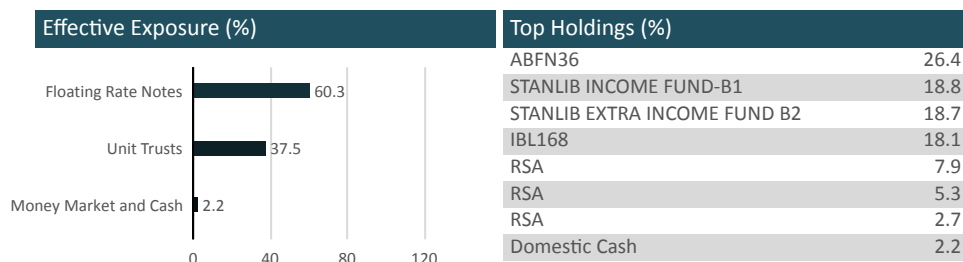 Effective Exposure (%)
Floating Rate Notes 60.3
Unit Trusts 37.5
Money Market and Cash 2.2
0 40 80 120
Top Holdings (%)
ABFN36 26.4
STANLIB INCOME FUND-B1 18.8
STANLIB EXTRA INCOME FUND B2 18.7
IBL168 18.1
RSA 7.9
RSA 5.3
RSA 2.7
Domestic Cash 2.2